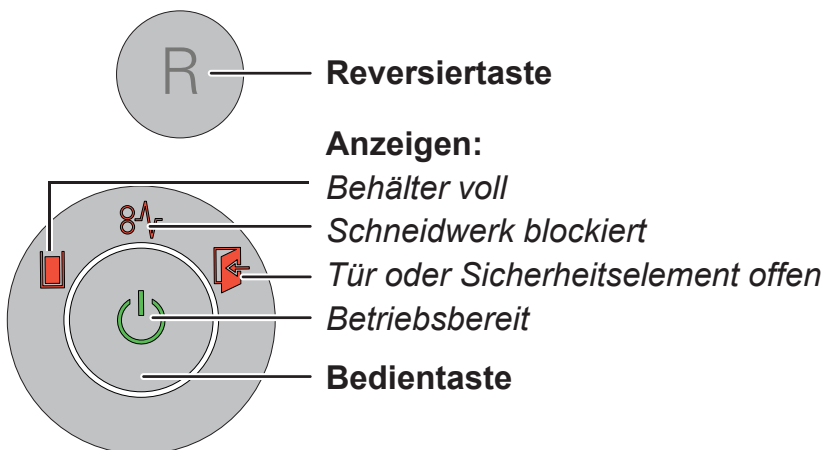 R
Reversiertaste
Anzeigen:
Behälter voll
Schneidwerk blockiert
Tür oder Sicherheitselement offen
Betriebsbereit
Bedientaste